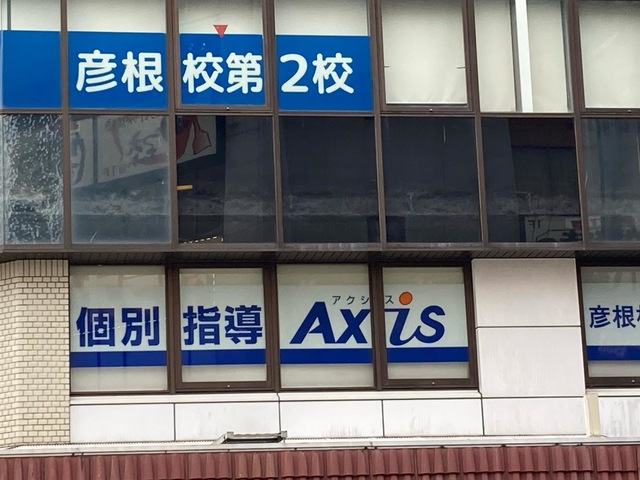 彦根校第2校
アクシス
個別指導 Axis
彦根